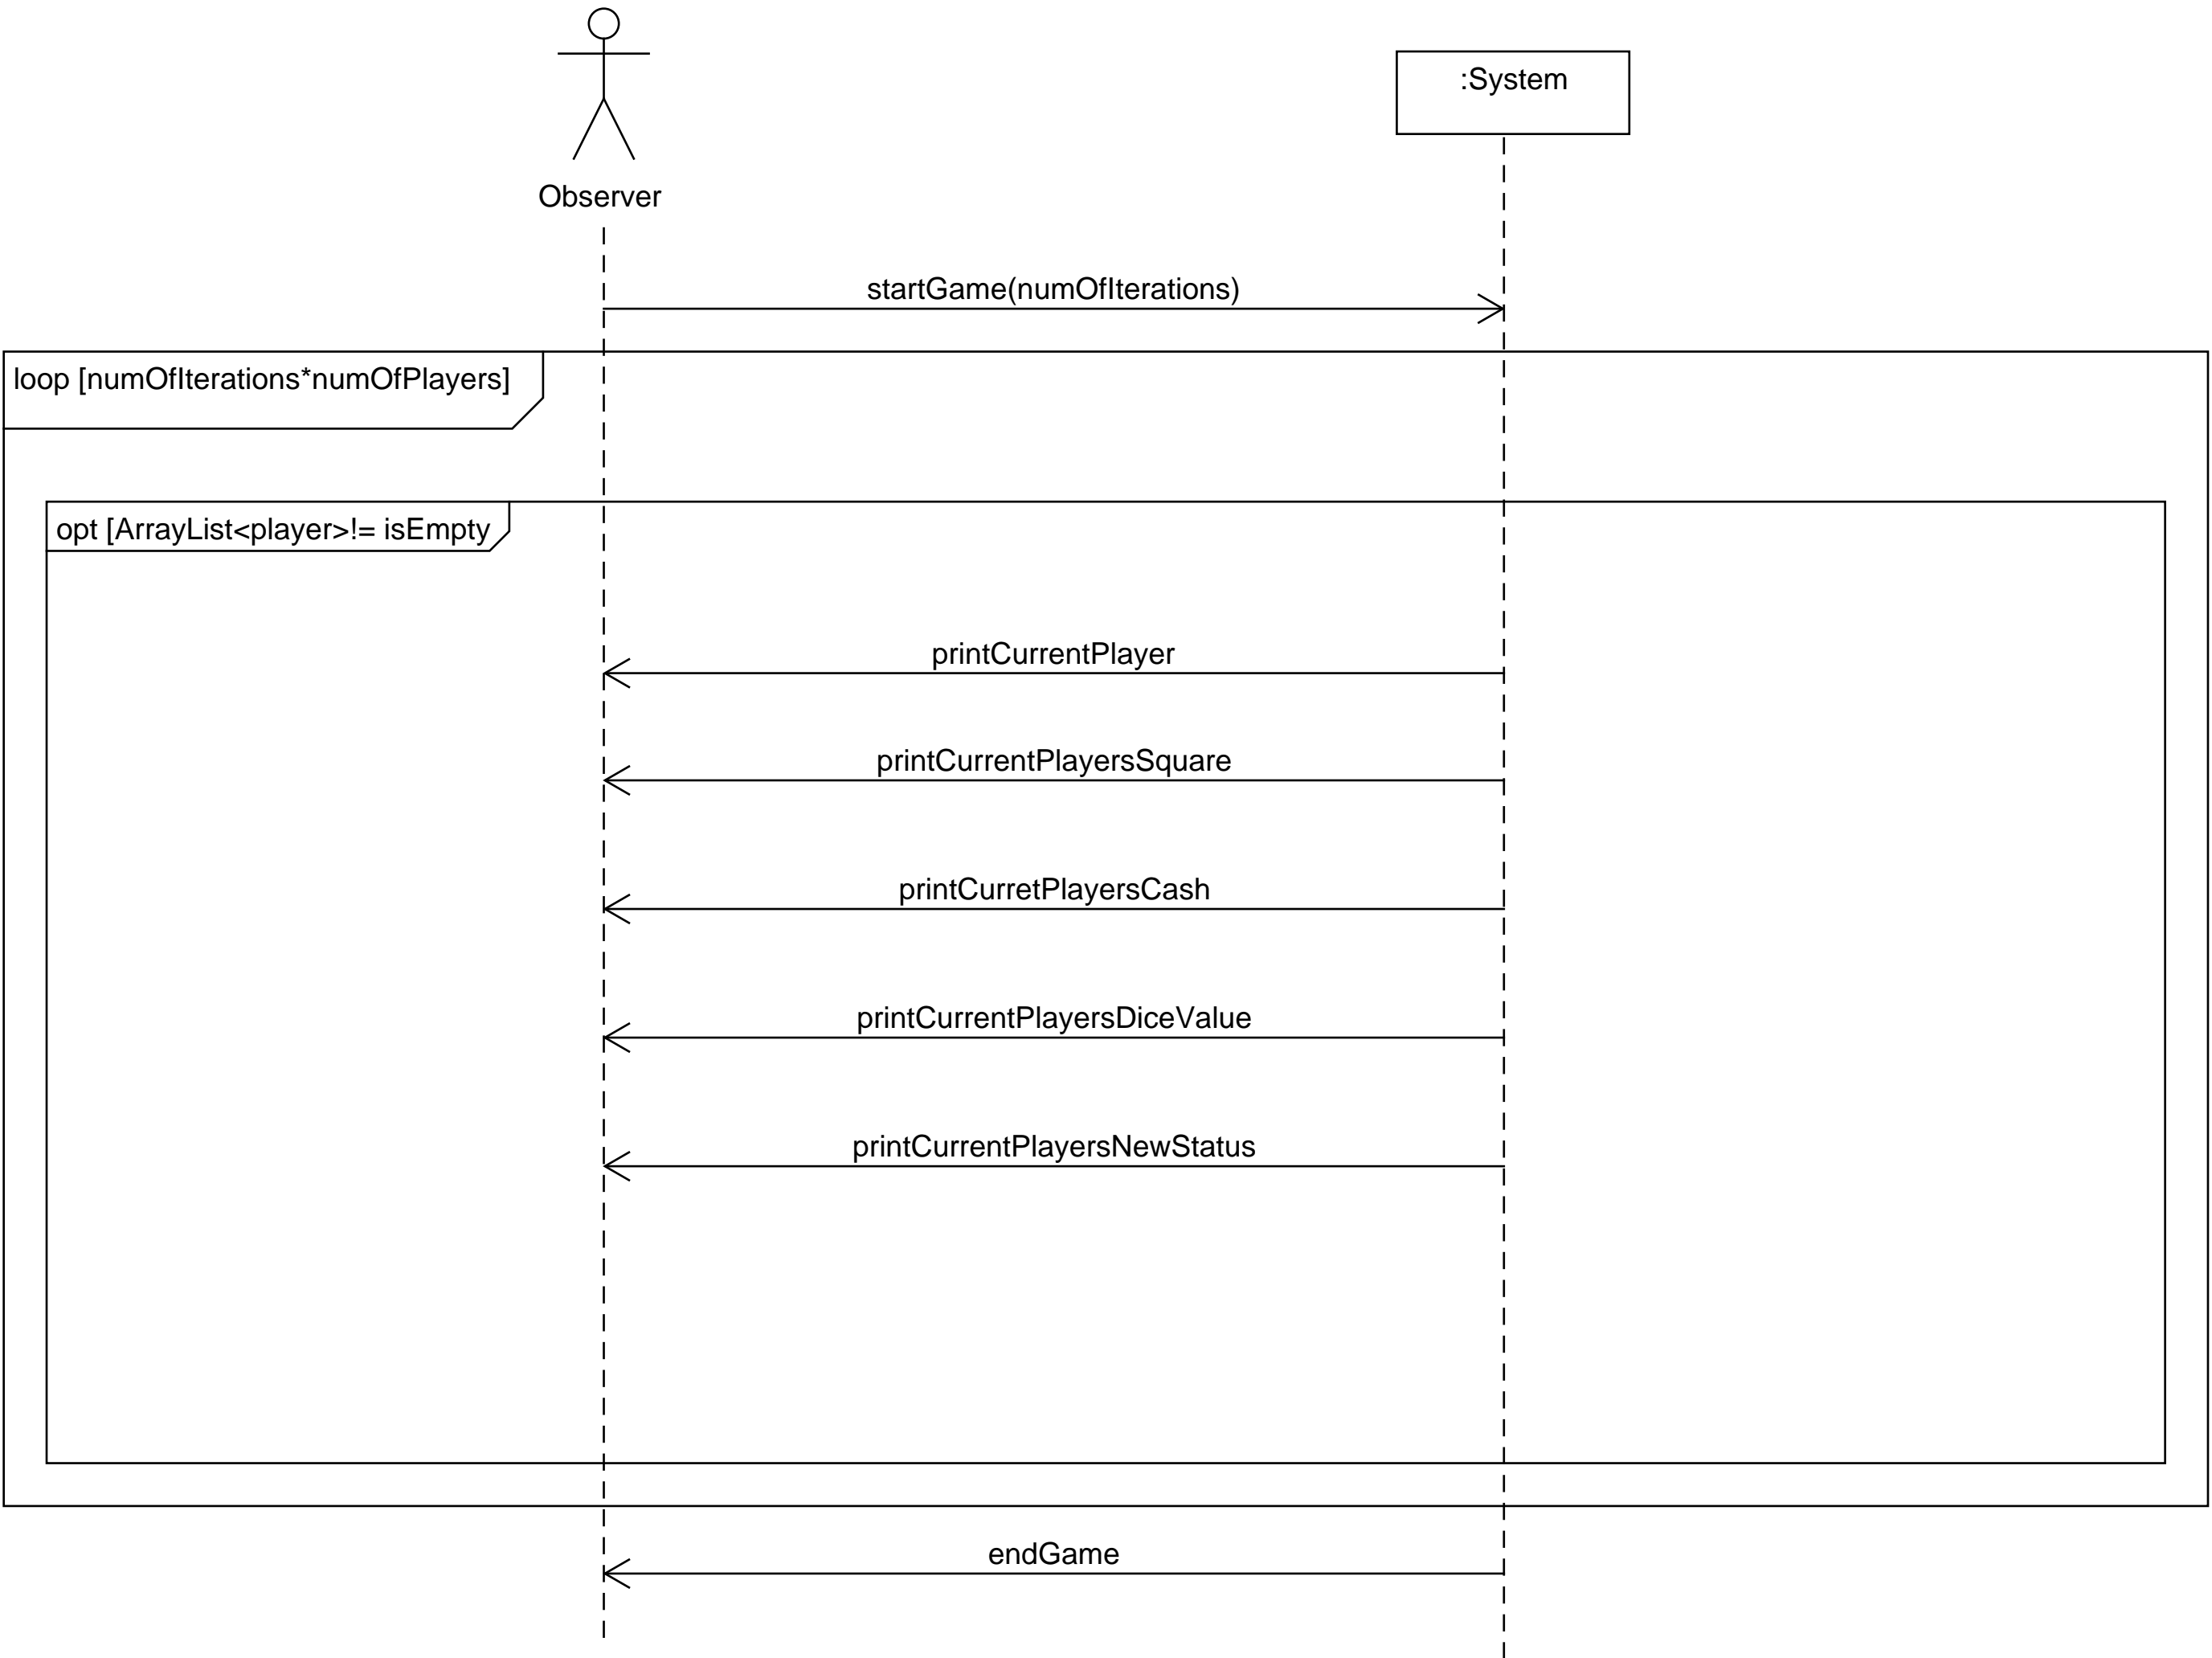 :System
Observer
startGame(numOfIterations)
loop [numOfIterations*numOfPlayers]
opt [ArrayList<player>!= isEmpty
printCurrentPlayer
printCurrentPlayersSquare
printCurretPlayersCash
printCurrentPlayersDiceValue
printCurrentPlayersNewStatus
endGame